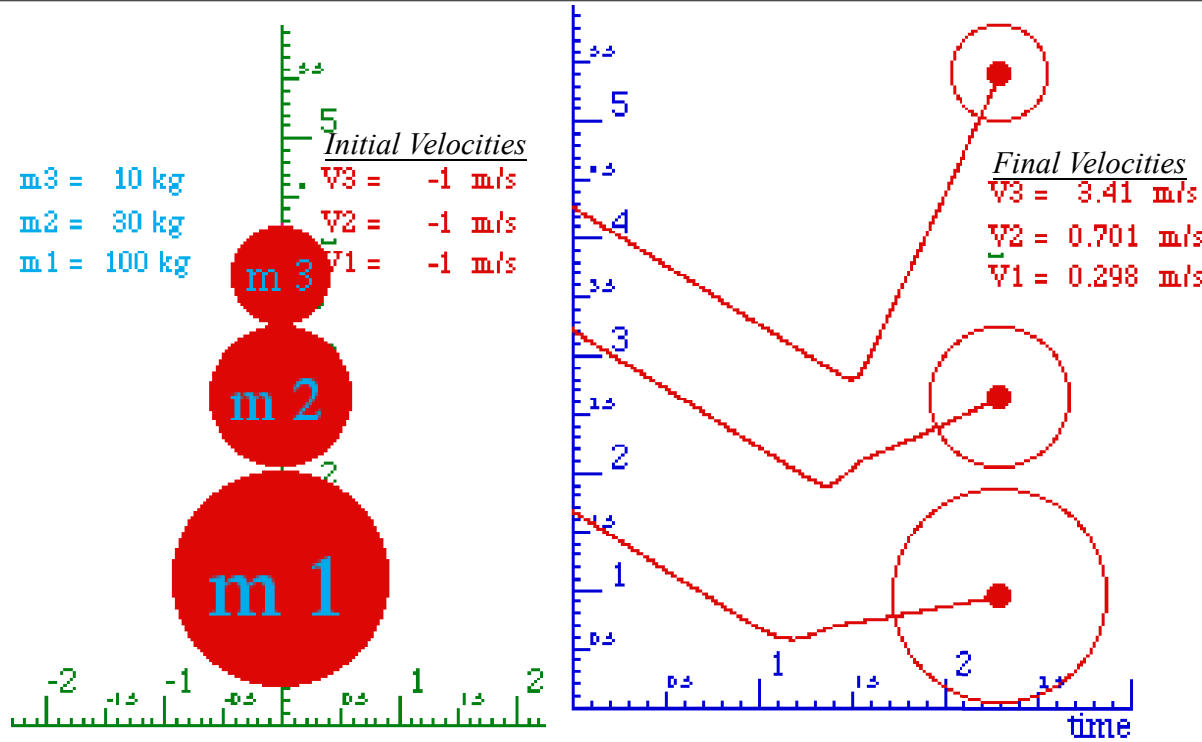 5
Initial Velocities
m3 = 10 kg
V3 = -1 m/s
m2 = 30 kg
V2 = -1 m/s
m1 = 100 kg
V1 = -1 m/s
m 3
m 2
2
m 1
-2
-1
1
2
5
Final Velocities
V3 = 3.41 m/s
4
V2 = 0.701 m/s
V1 = 0.298 m/s
3
2
1
1
2
time